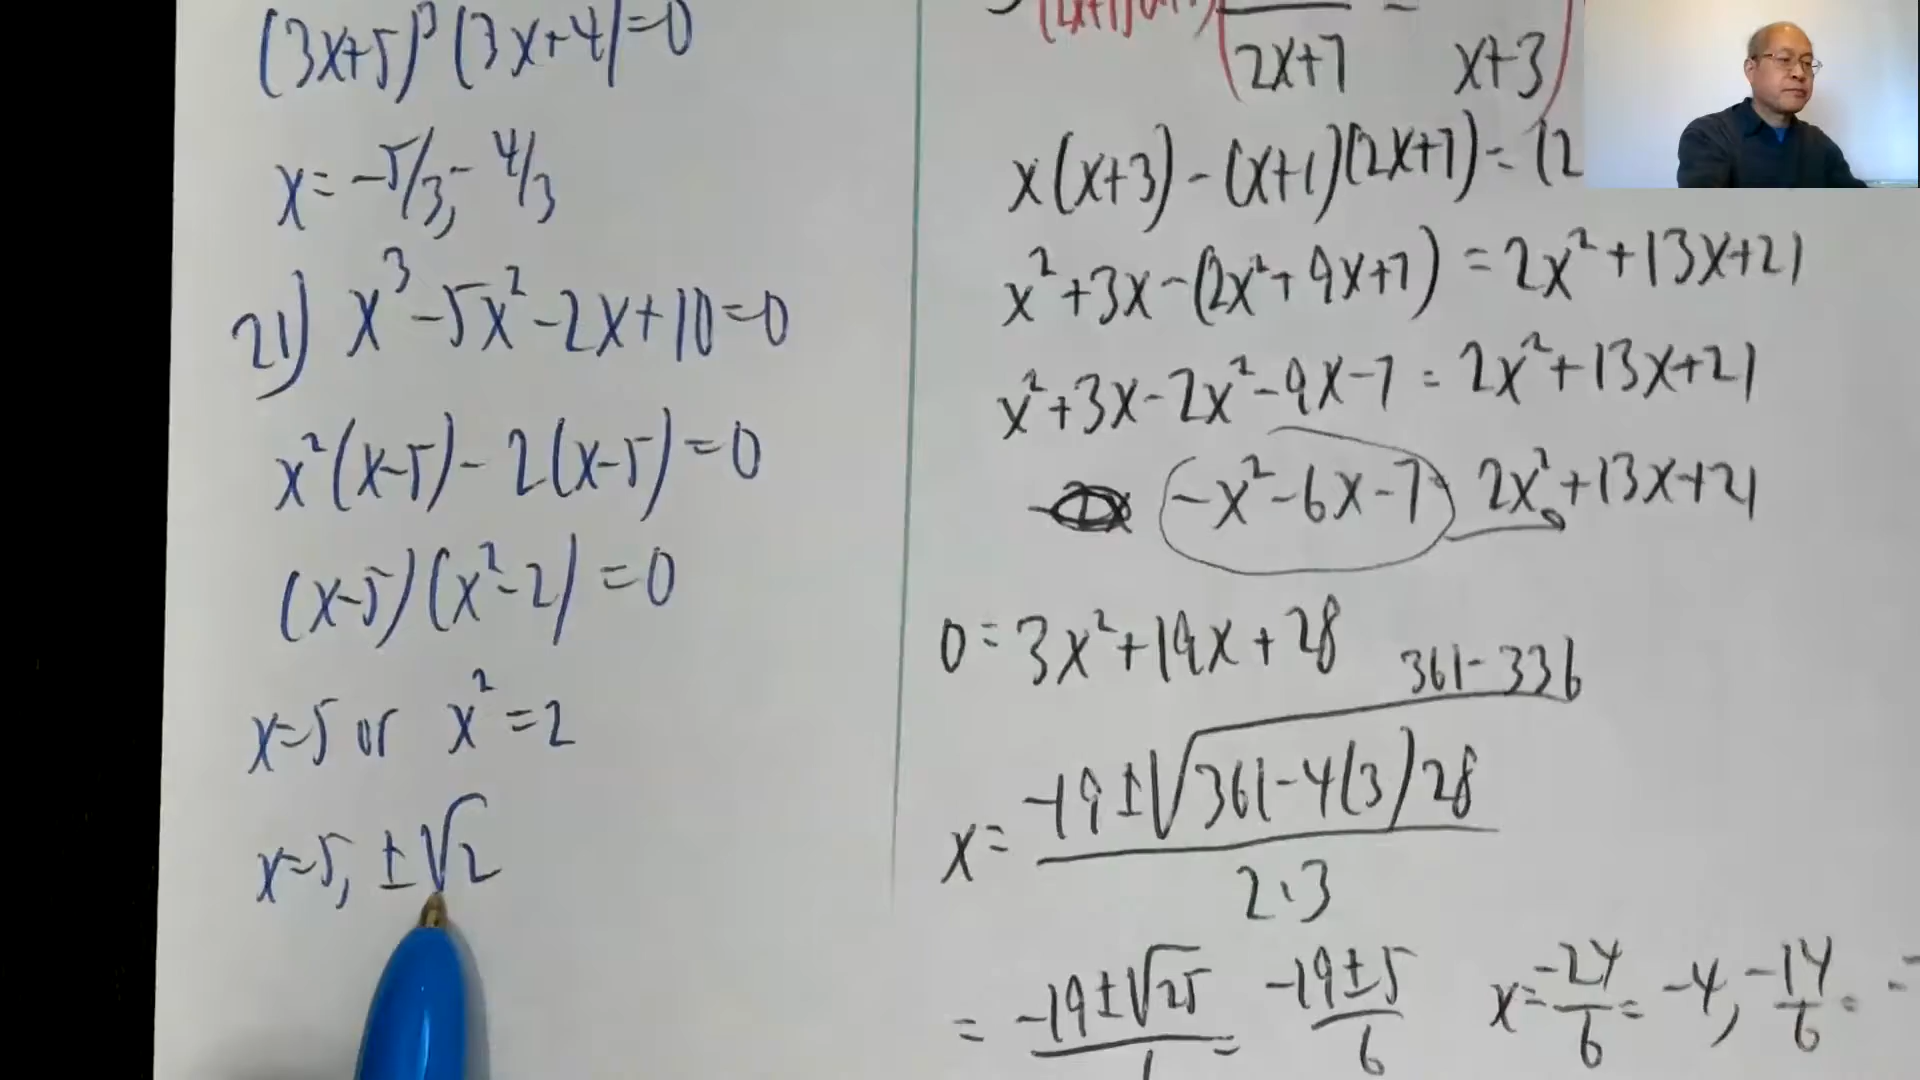 (3x+5)³(3x+4)=0
x=-5/3,-4/3
21) x³-5x²-2x+10=0
x²(x-5)-2(x-5)=0
(x-5)(x²-2)=0
x=5 or x²=2
x=5, ±√2
2x+7 x+3
x(x+3)-(x+1)(2x+7)=(2
x²+3x-(2x²+9x+7)=2x²+13x+21
x²+3x-2x²-9x-7=2x²+13x+21
-x²-6x-7 2x²+13x+21
0=3x²+19x+28
361-336
x=(-19±√(361-4(3)28))/(2·3)
= -19±√25 = (-19±5)/6 x=-24/6=-4, -14/6=